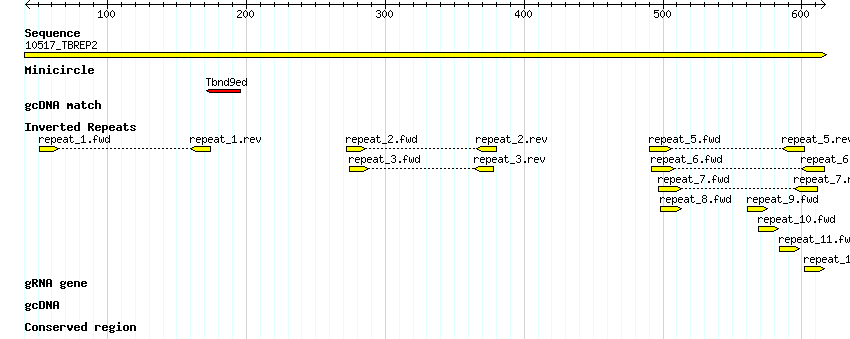 100 200 300 400 500 600
Sequence
10517_TBREP2
Minicircle
Tbnd9ed
gcDNA match
Inverted Repeats
repeat_1.fwd repeat_1.rev repeat_2.fwd repeat_2.rev repeat_5.fwd repeat_5.rev
repeat_3.fwd repeat_3.rev repeat_6.fwd repeat_6
repeat_7.fwd repeat_7.r
repeat_8.fwd repeat_9.fwd
repeat_10.fwd
repeat_11.fw
repeat_1
gRNA gene
gcDNA
Conserved region